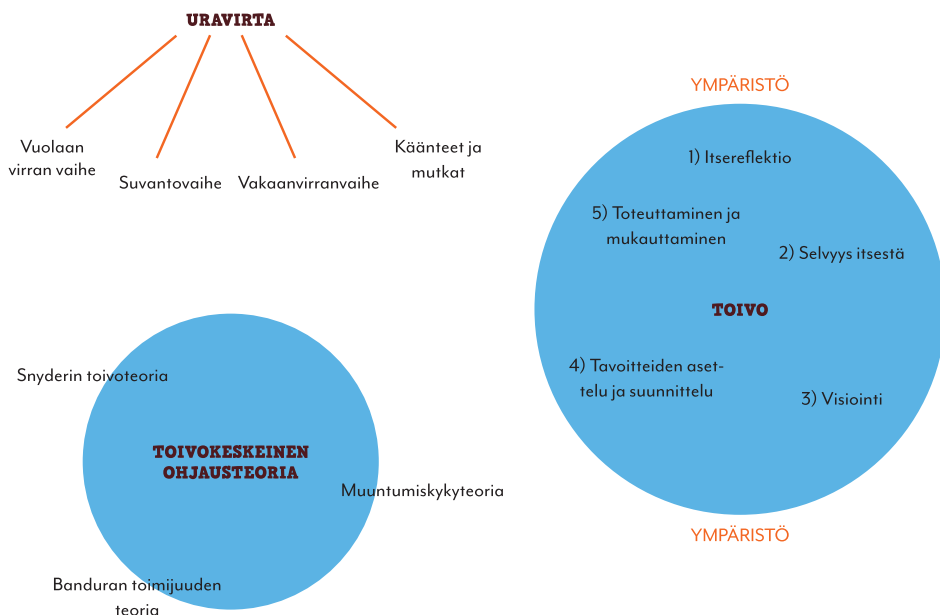 URAVIRTA
Vuolaan
virran vaihe
Suvantovaihe
Vakaanvirranvaihe
Käänteet ja
mutkat
YMPÄRISTÖ
1) Itsereflektio
5) Toteuttaminen ja
mukauttaminen
2) Selvyys itsestä
TOIVO
4) Tavoitteiden aset-
telu ja suunnittelu
3) Visiointi
YMPÄRISTÖ
Snyderin toivoteoria
TOIVOKESKEINEN
OHJAUSTEORIA
Muuntumiskykyteoria
Banduran toimijuuden
teoria